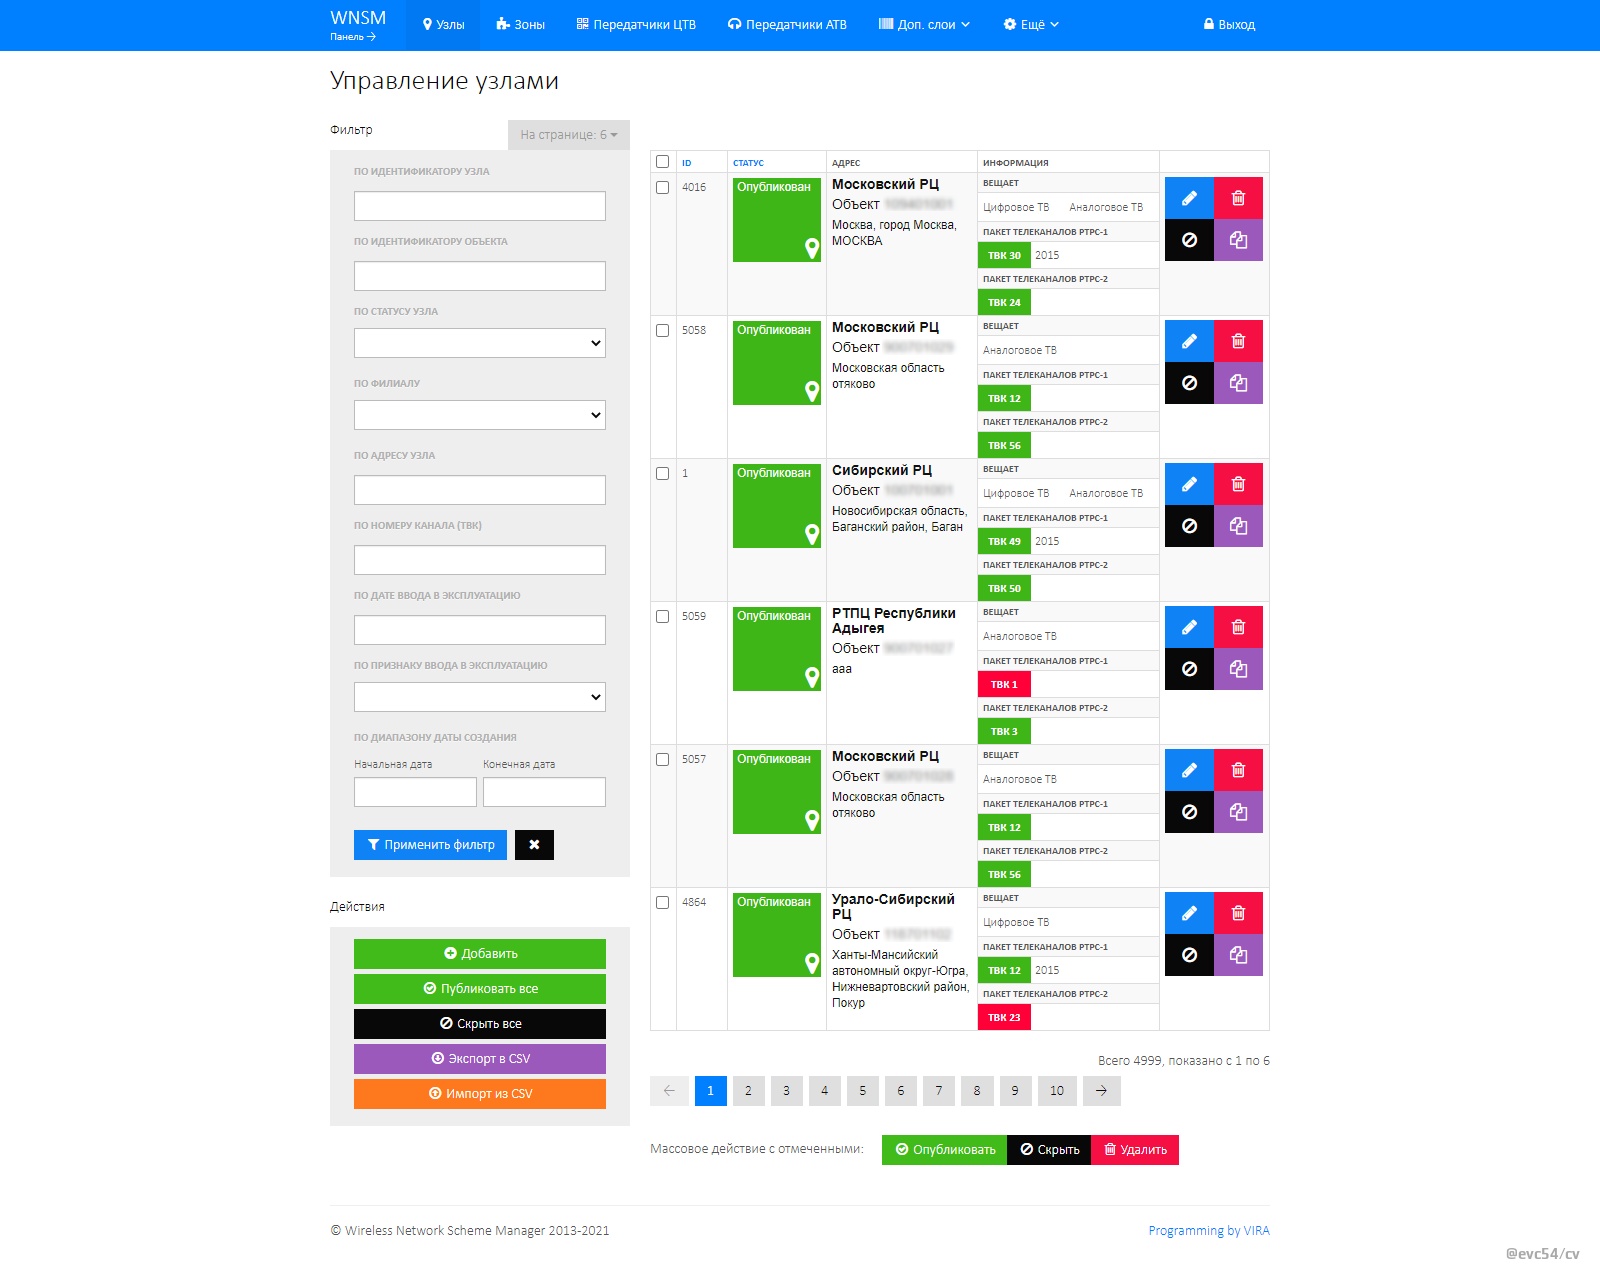 WNSM
Панель →
Узлы
Зоны
Передатчики ЦТВ
Передатчики АТВ
Доп. слои
Ещё
Выход
Управление узлами
Фильтр
На странице: 6
ПО ИДЕНТИФИКАТОРУ УЗЛА
ПО ИДЕНТИФИКАТОРУ ОБЪЕКТА
ПО СТАТУСУ УЗЛА
ПО ФИЛИАЛУ
ПО АДРЕСУ УЗЛА
ПО НОМЕРУ КАНАЛА (ТВК)
ПО ДАТЕ ВВОДА В ЭКСПЛУАТАЦИЮ
ПО ПРИЗНАКУ ВВОДА В ЭКСПЛУАТАЦИЮ
ПО ДИАПАЗОНУ ДАТЫ СОЗДАНИЯ
Начальная дата
Конечная дата
Применить фильтр
Действия
Добавить
Публиковать все
Скрыть все
Экспорт в CSV
Импорт из CSV
ID
СТАТУС
АДРЕС
ИНФОРМАЦИЯ
4016
Опубликован
Московский РЦ
Объект
Москва, город Москва,
МОСКВА
ВЕЩАЕТ
Цифровое ТВ Аналоговое ТВ
ПАКЕТ ТЕЛЕКАНАЛОВ РТРС-1
ТВК 30 2015
ПАКЕТ ТЕЛЕКАНАЛОВ РТРС-2
ТВК 24
5058
Опубликован
Московский РЦ
Объект
Московская область
отяково
ВЕЩАЕТ
Аналоговое ТВ
ПАКЕТ ТЕЛЕКАНАЛОВ РТРС-1
ТВК 12
ПАКЕТ ТЕЛЕКАНАЛОВ РТРС-2
ТВК 56
1
Опубликован
Сибирский РЦ
Объект
Новосибирская область,
Баганский район, Баган
ВЕЩАЕТ
Цифровое ТВ Аналоговое ТВ
ПАКЕТ ТЕЛЕКАНАЛОВ РТРС-1
ТВК 49 2015
ПАКЕТ ТЕЛЕКАНАЛОВ РТРС-2
ТВК 50
5059
Опубликован
РТПЦ Республики
Адыгея
Объект
ааа
ВЕЩАЕТ
Аналоговое ТВ
ПАКЕТ ТЕЛЕКАНАЛОВ РТРС-1
ТВК 1
ПАКЕТ ТЕЛЕКАНАЛОВ РТРС-2
ТВК 3
5057
Опубликован
Московский РЦ
Объект
Московская область
отяково
ВЕЩАЕТ
Аналоговое ТВ
ПАКЕТ ТЕЛЕКАНАЛОВ РТРС-1
ТВК 12
ПАКЕТ ТЕЛЕКАНАЛОВ РТРС-2
ТВК 56
4864
Опубликован
Урало-Сибирский
РЦ
Объект
Ханты-Мансийский
автономный округ-Югра,
Нижневартовский район,
Покур
ВЕЩАЕТ
Цифровое ТВ
ПАКЕТ ТЕЛЕКАНАЛОВ РТРС-1
ТВК 12 2015
ПАКЕТ ТЕЛЕКАНАЛОВ РТРС-2
ТВК 23
Всего 4999, показано с 1 по 6
← 1 2 3 4 5 6 7 8 9 10 →
Массовое действие с отмеченными:
Опубликовать
Скрыть
Удалить
© Wireless Network Scheme Manager 2013-2021
Programming by VIRA
@evc54/cv